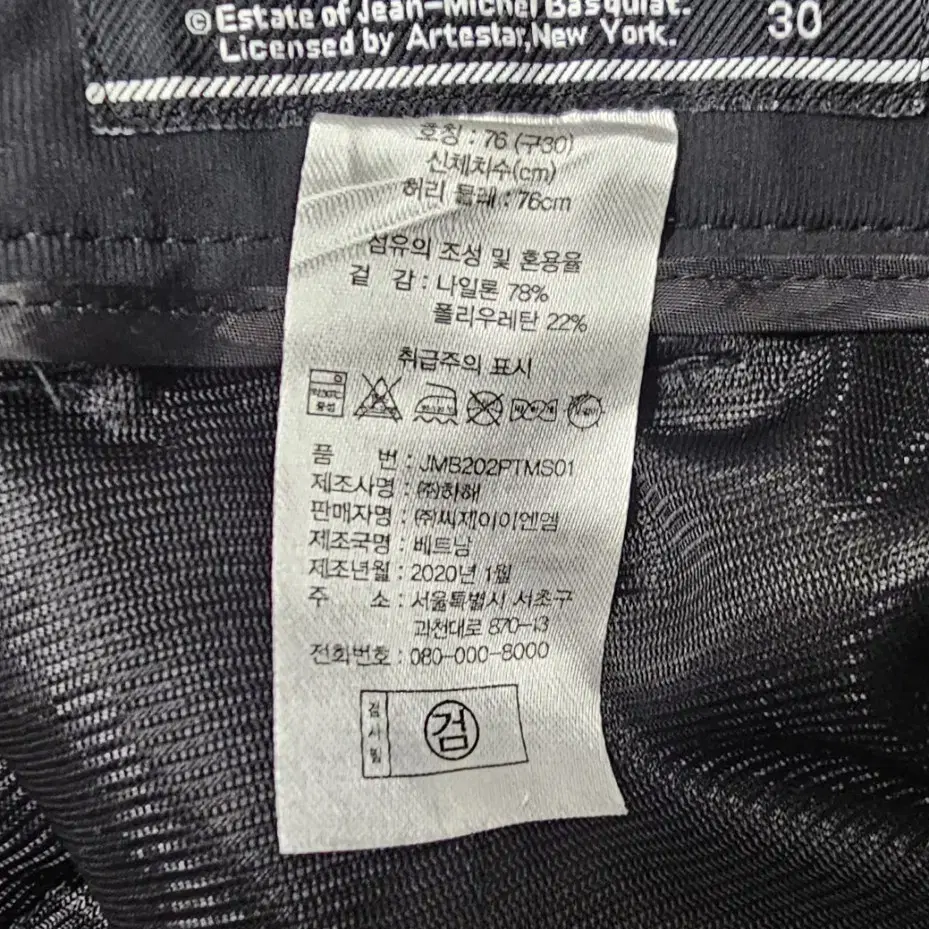 © Estate of Jean-Michel Basquiat.
Licensed by Artestar, New York.
30
호칭 : 76 (구30)
신체치수(cm)
허리 둘레 : 76cm
섬유의 조성 및 혼용율
겉 감 : 나일론 78%
폴리우레탄 22%
취급주의 표시
중성
품 번 : JMB202PTMS01
제조사명 : (주)하해
판매자명 : (주)씨제이이엔엠
제조국명 : 베트남
제조년월 : 2020년 1월
주 소 : 서울특별시 서초구
과천대로 870-13
전화번호 : 080-000-8000
검사필
검